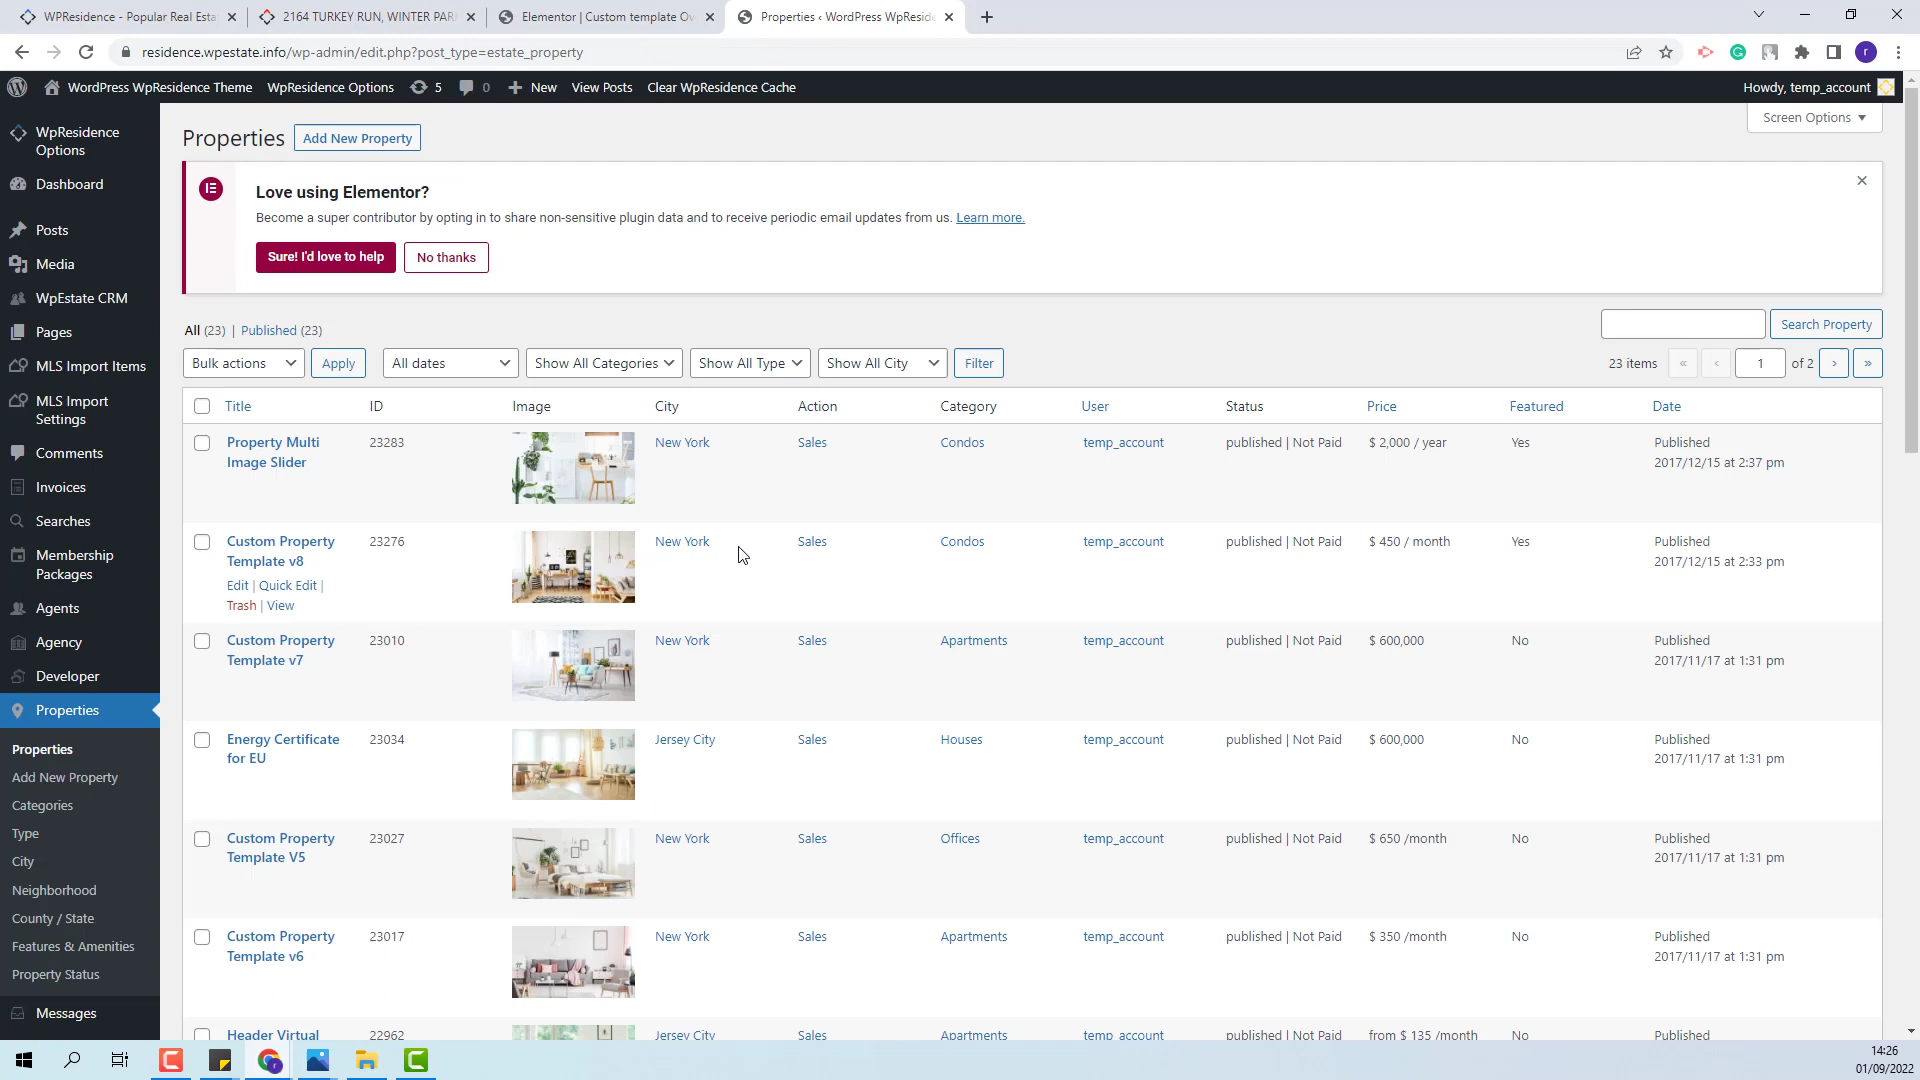 WPResidence - Popular Real Esta
2164 TURKEY RUN, WINTER PAR
Elementor | Custom template Ov
Properties ‹ WordPress WpReside
residence.wpestate.info/wp-admin/edit.php?post_type=estate_property
r
WordPress WpResidence Theme
WpResidence Options
5
0
New
View Posts
Clear WpResidence Cache
Howdy, temp_account
WpResidence
Options
Dashboard
Posts
Media
WpEstate CRM
Pages
MLS Import Items
MLS Import
Settings
Comments
Invoices
Searches
Membership
Packages
Agents
Agency
Developer
Properties
Properties
Add New Property
Categories
Type
City
Neighborhood
County / State
Features & Amenities
Property Status
Messages
Screen Options
Properties
Add New Property
Love using Elementor?
Become a super contributor by opting in to share non-sensitive plugin data and to receive periodic email updates from us. Learn more.
Sure! I'd love to help
No thanks
All (23) | Published (23)
Search Property
Bulk actions
Apply
All dates
Show All Categories
Show All Type
Show All City
Filter
23 items « ‹ 1 of 2 › »
Title ID Image City Action Category User Status Price Featured Date
Property Multi 23283 New York Sales Condos temp_account published | Not Paid $ 2,000 / year Yes Published
Image Slider 2017/12/15 at 2:37 pm
Custom Property 23276 New York Sales Condos temp_account published | Not Paid $ 450 / month Yes Published
Template v8 2017/12/15 at 2:33 pm
Edit | Quick Edit |
Trash | View
Custom Property 23010 New York Sales Apartments temp_account published | Not Paid $ 600,000 No Published
Template v7 2017/11/17 at 1:31 pm
Energy Certificate 23034 Jersey City Sales Houses temp_account published | Not Paid $ 600,000 No Published
for EU 2017/11/17 at 1:31 pm
Custom Property 23027 New York Sales Offices temp_account published | Not Paid $ 650 /month No Published
Template V5 2017/11/17 at 1:31 pm
Custom Property 23017 New York Sales Apartments temp_account published | Not Paid $ 350 /month No Published
Template v6 2017/11/17 at 1:31 pm
Header Virtual 22962 Jersey City Sales Apartments temp_account published | Not Paid from $ 135 /month No Published
14:26
01/09/2022